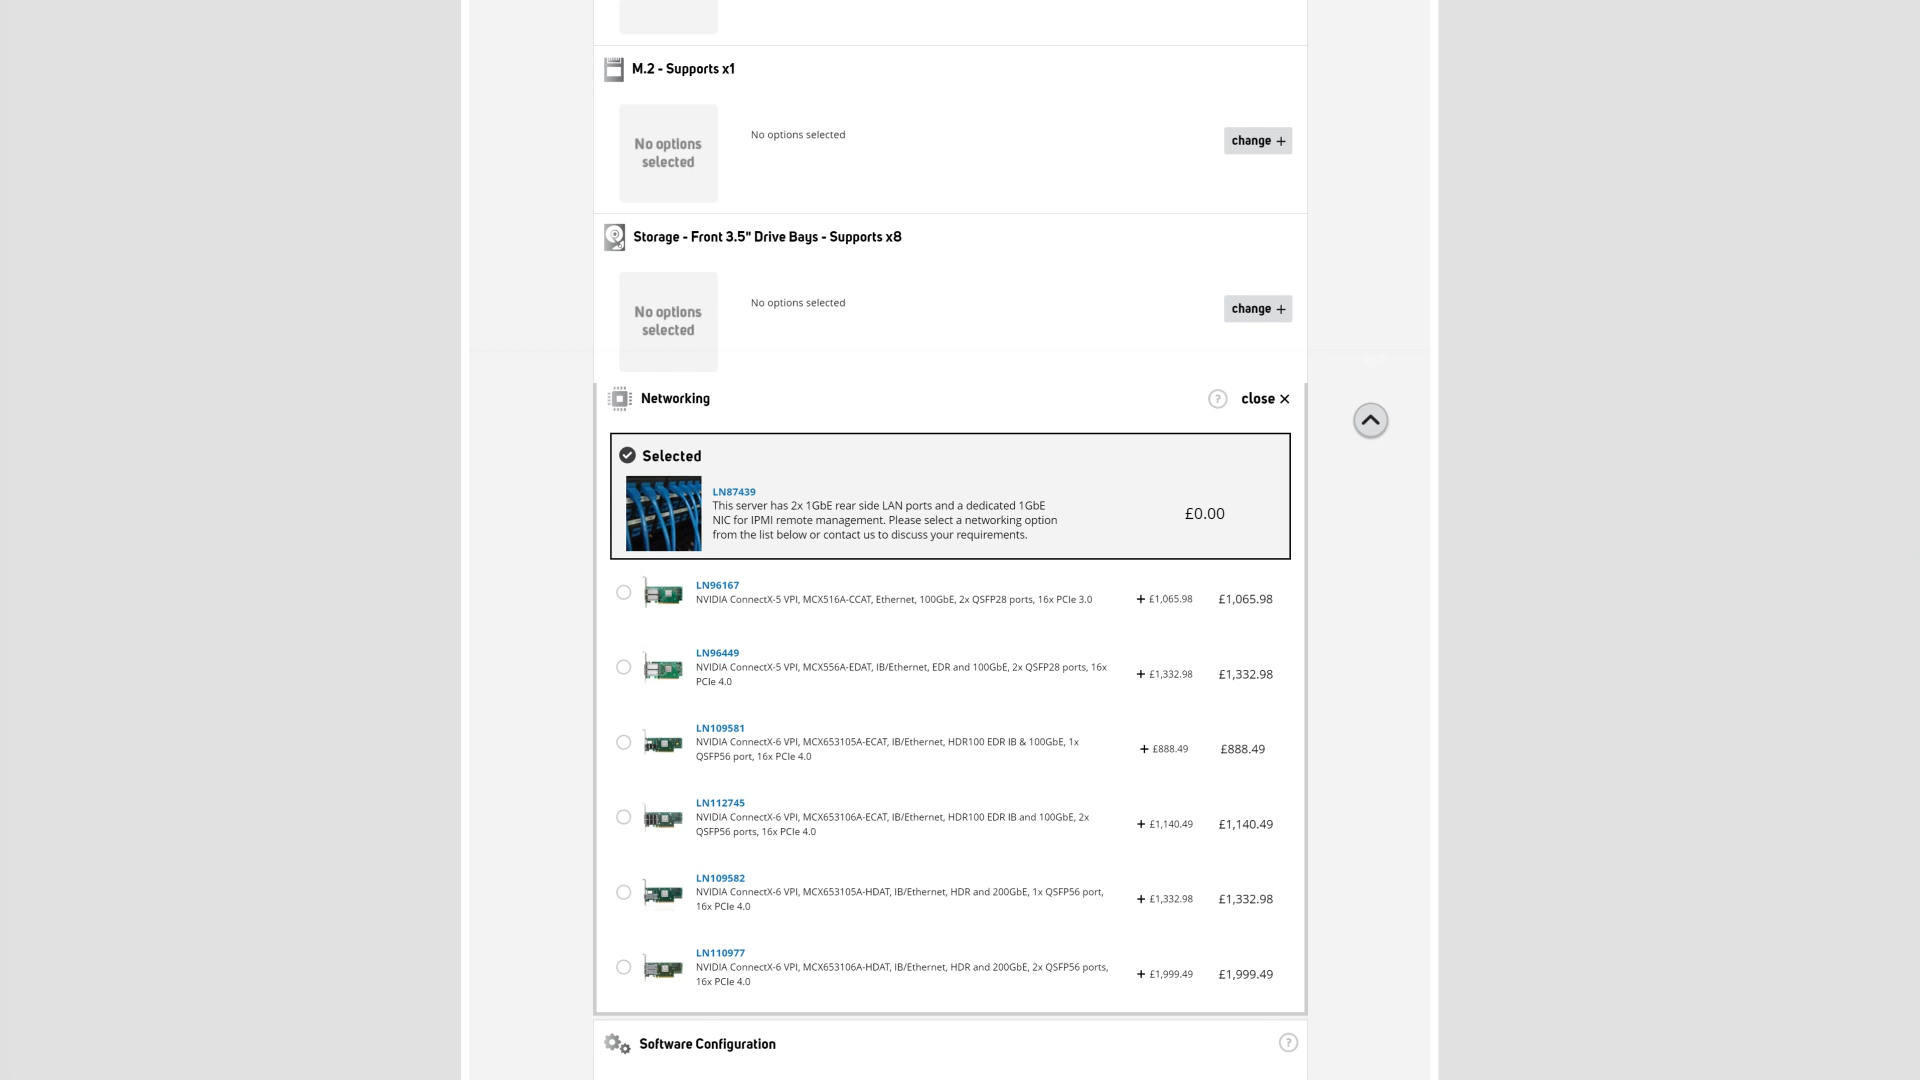 M.2 - Supports x1
No options
selected
No options selected
change +
Storage - Front 3.5" Drive Bays - Supports x8
No options
selected
No options selected
change +
Networking
?
close ×
Selected
LN87439
This server has 2x 1GbE rear side LAN ports and a dedicated 1GbE
NIC for IPMI remote management. Please select a networking option
from the list below or contact us to discuss your requirements.
£0.00
LN96167
NVIDIA ConnectX-5 VPI, MCX516A-CCAT, Ethernet, 100GbE, 2x QSFP28 ports, 16x PCIe 3.0
+ £1,065.98 £1,065.98
LN96449
NVIDIA ConnectX-5 VPI, MCX556A-EDAT, IB/Ethernet, EDR and 100GbE, 2x QSFP28 ports, 16x
PCIe 4.0
+ £1,332.98 £1,332.98
LN109581
NVIDIA ConnectX-6 VPI, MCX653105A-ECAT, IB/Ethernet, HDR100 EDR IB & 100GbE, 1x
QSFP56 port, 16x PCIe 4.0
+ £888.49 £888.49
LN112745
NVIDIA ConnectX-6 VPI, MCX653106A-ECAT, IB/Ethernet, HDR100 EDR IB and 100GbE, 2x
QSFP56 ports, 16x PCIe 4.0
+ £1,140.49 £1,140.49
LN109582
NVIDIA ConnectX-6 VPI, MCX653105A-HDAT, IB/Ethernet, HDR and 200GbE, 1x QSFP56 port,
16x PCIe 4.0
+ £1,332.98 £1,332.98
LN110977
NVIDIA ConnectX-6 VPI, MCX653106A-HDAT, IB/Ethernet, HDR and 200GbE, 2x QSFP56 ports,
16x PCIe 4.0
+ £1,999.49 £1,999.49
Software Configuration
?